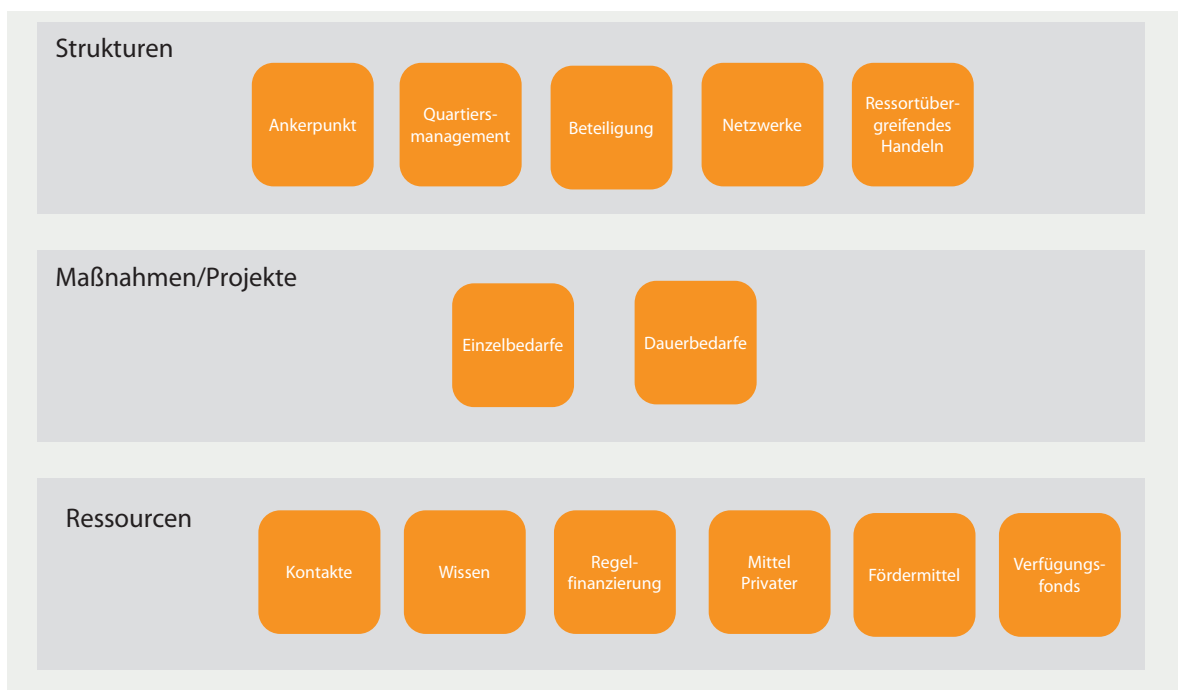 Strukturen
Ankerpunkt
Quartiers-
management
Beteiligung
Netzwerke
Ressortüber-
greifendes
Handeln
Maßnahmen/Projekte
Einzelbedarfe
Dauerbedarfe
Ressourcen
Kontakte
Wissen
Regel-
finanzierung
Mittel
Privater
Fördermittel
Verfügungs-
fonds